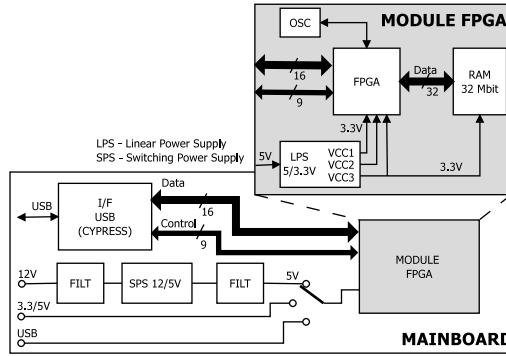 OSC
MODULE FPGA
16
9
FPGA
Data
32
RAM
32 Mbit
3.3V
LPS - Linear Power Supply
SPS - Switching Power Supply
5V
LPS
5/3.3V
VCC1
VCC2
VCC3
3.3V
USB
I/F
USB
(CYPRESS)
Data
16
Control
9
MODULE
FPGA
12V
FILT
SPS 12/5V
FILT
5V
3.3/5V
USB
MAINBOARD